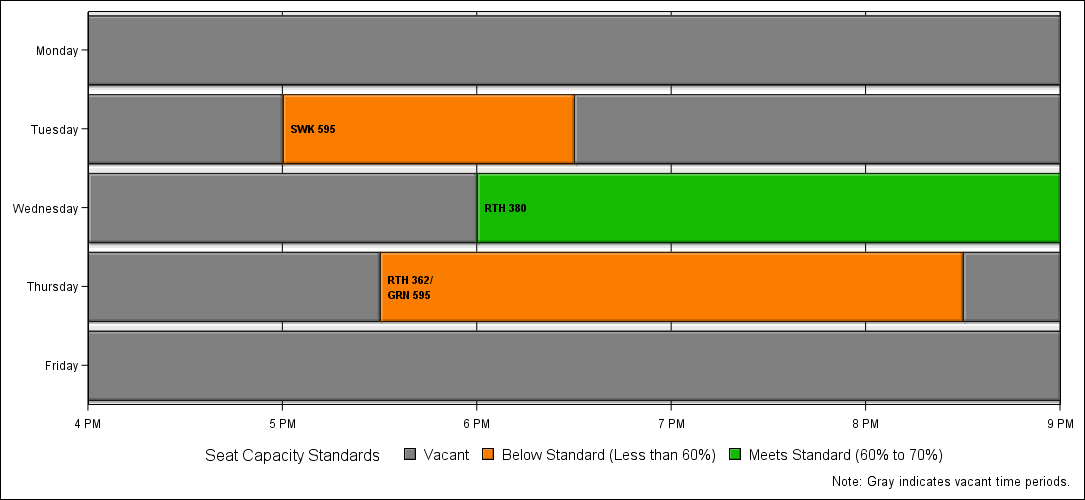 Monday
Tuesday
SWK 595
Wednesday
RTH 380
Thursday
RTH 362/
GRN 595
Friday
4 PM 5 PM 6 PM 7 PM 8 PM 9 PM
Seat Capacity Standards Vacant Below Standard (Less than 60%) Meets Standard (60% to 70%)
Note: Gray indicates vacant time periods.